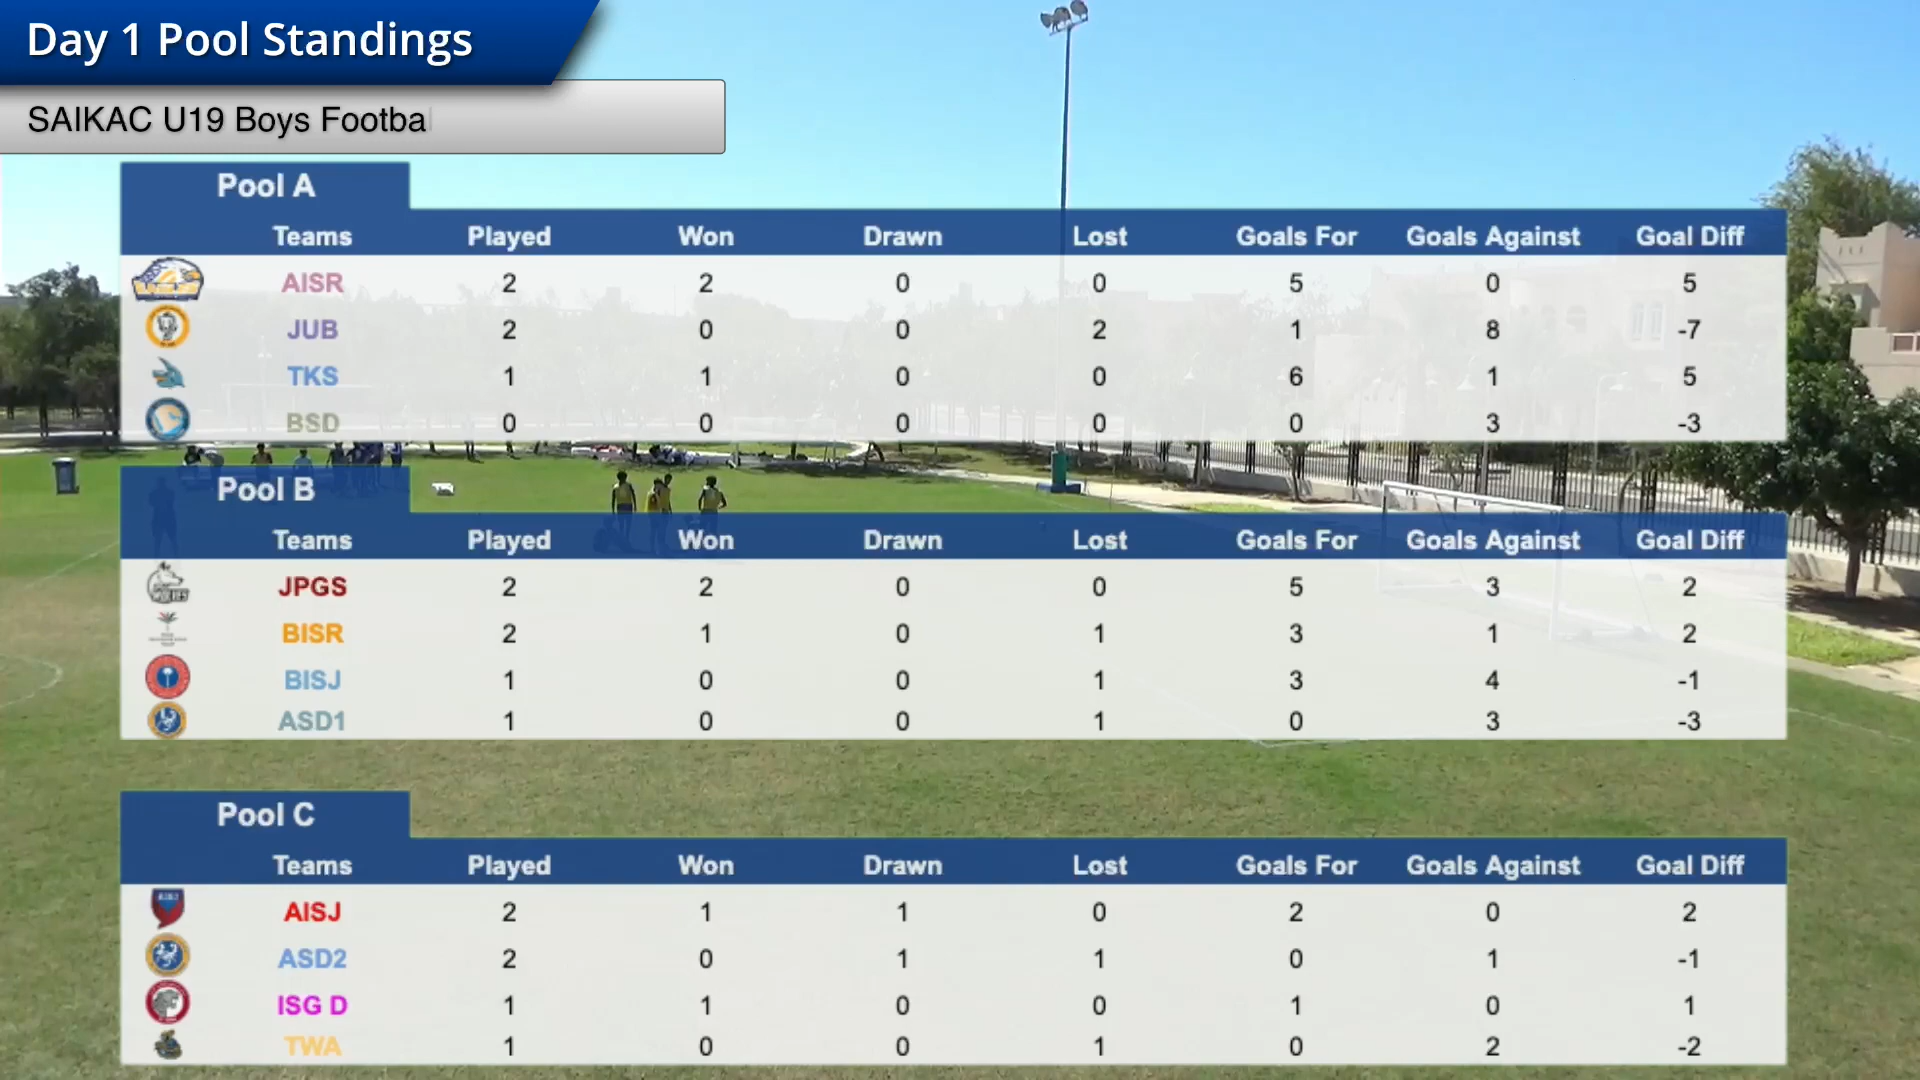 Day 1 Pool Standings
SAIKAC U19 Boys Footba
Pool A
Teams Played Won Drawn Lost Goals For Goals Against Goal Diff
AISR 2 2 0 0 5 0 5
JUB 2 0 0 2 1 8 -7
TKS 1 1 0 0 6 1 5
BSD 0 0 0 0 0 3 -3
Pool B
Teams Played Won Drawn Lost Goals For Goals Against Goal Diff
JPGS 2 2 0 0 5 3 2
BISR 2 1 0 1 3 1 2
BISJ 1 0 0 1 3 4 -1
ASD1 1 0 0 1 0 3 -3
Pool C
Teams Played Won Drawn Lost Goals For Goals Against Goal Diff
AISJ 2 1 1 0 2 0 2
ASD2 2 0 1 1 0 1 -1
ISG D 1 1 0 0 1 0 1
TWA 1 0 0 1 0 2 -2